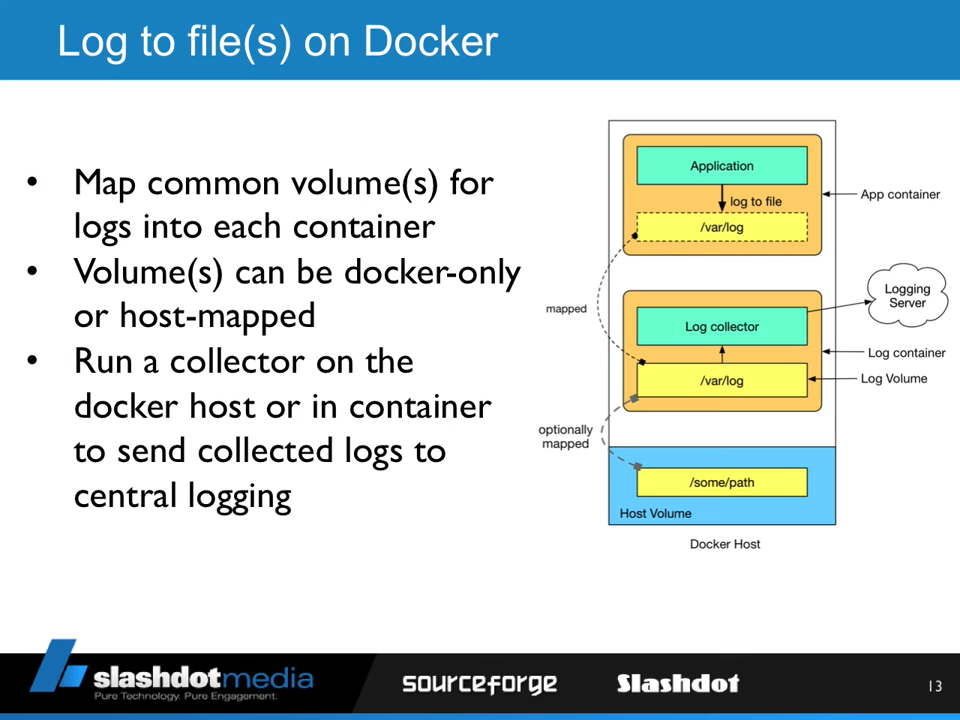 Log to file(s) on Docker
• Map common volume(s) for
logs into each container
• Volume(s) can be docker-only
or host-mapped
• Run a collector on the
docker host or in container
to send collected logs to
central logging
Application
log to file
/var/log
App container
mapped
Logging
Server
Log collector
Log container
/var/log
Log Volume
optionally
mapped
/some/path
Host Volume
Docker Host
slashdotmedia
Pure Technology. Pure Engagement.
sourceforge
Slashdot
13